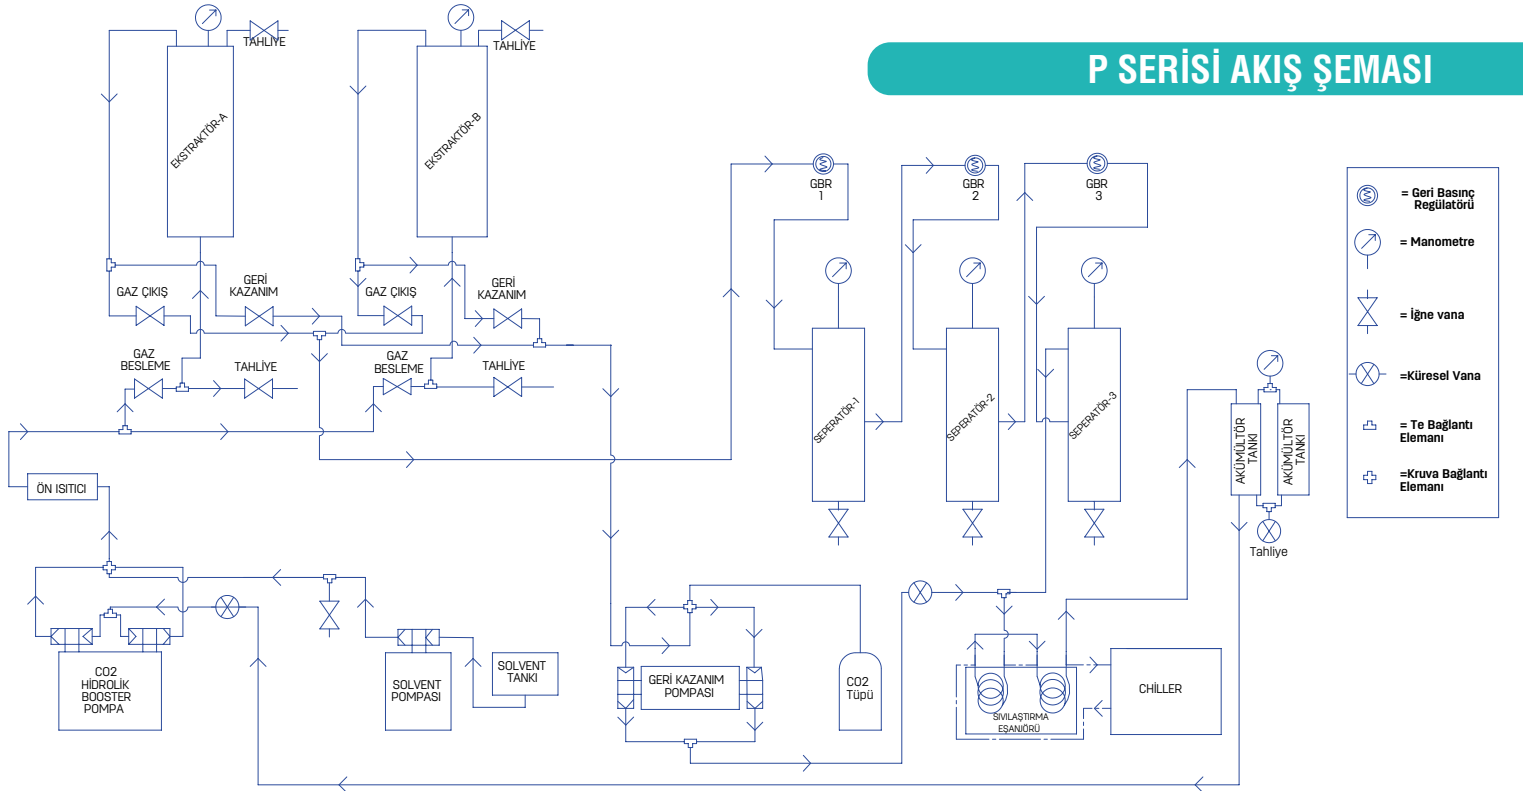 P SERİSİ AKIŞ ŞEMASI
TAHLİYE
TAHLİYE
EKSTRAKTÖR-A
EKSTRAKTÖR-B
GBR
1
GBR
2
GBR
3
= Geri Basınç
Regülatörü
= Manometre
= İğne vana
=Küresel Vana
= Te Bağlantı
Elemanı
=Kruva Bağlantı
Elemanı
GAZ ÇIKIŞ
GERİ
KAZANIM
GAZ ÇIKIŞ
GERİ
KAZANIM
GAZ
BESLEME
TAHLİYE
GAZ
BESLEME
TAHLİYE
SEPERATÖR-1
SEPERATÖR-2
SEPERATÖR-3
AKÜMÜLTÖR
TANKI
AKÜMÜLTÖR
TANKI
Tahliye
ÖN ISITICI
CO2
HİDROLİK
BOOSTER
POMPA
SOLVENT
POMPASI
SOLVENT
TANKI
GERİ KAZANIM
POMPASI
CO2
Tüpü
SIVILAŞTIRMA
EŞANJÖRÜ
CHİLLER